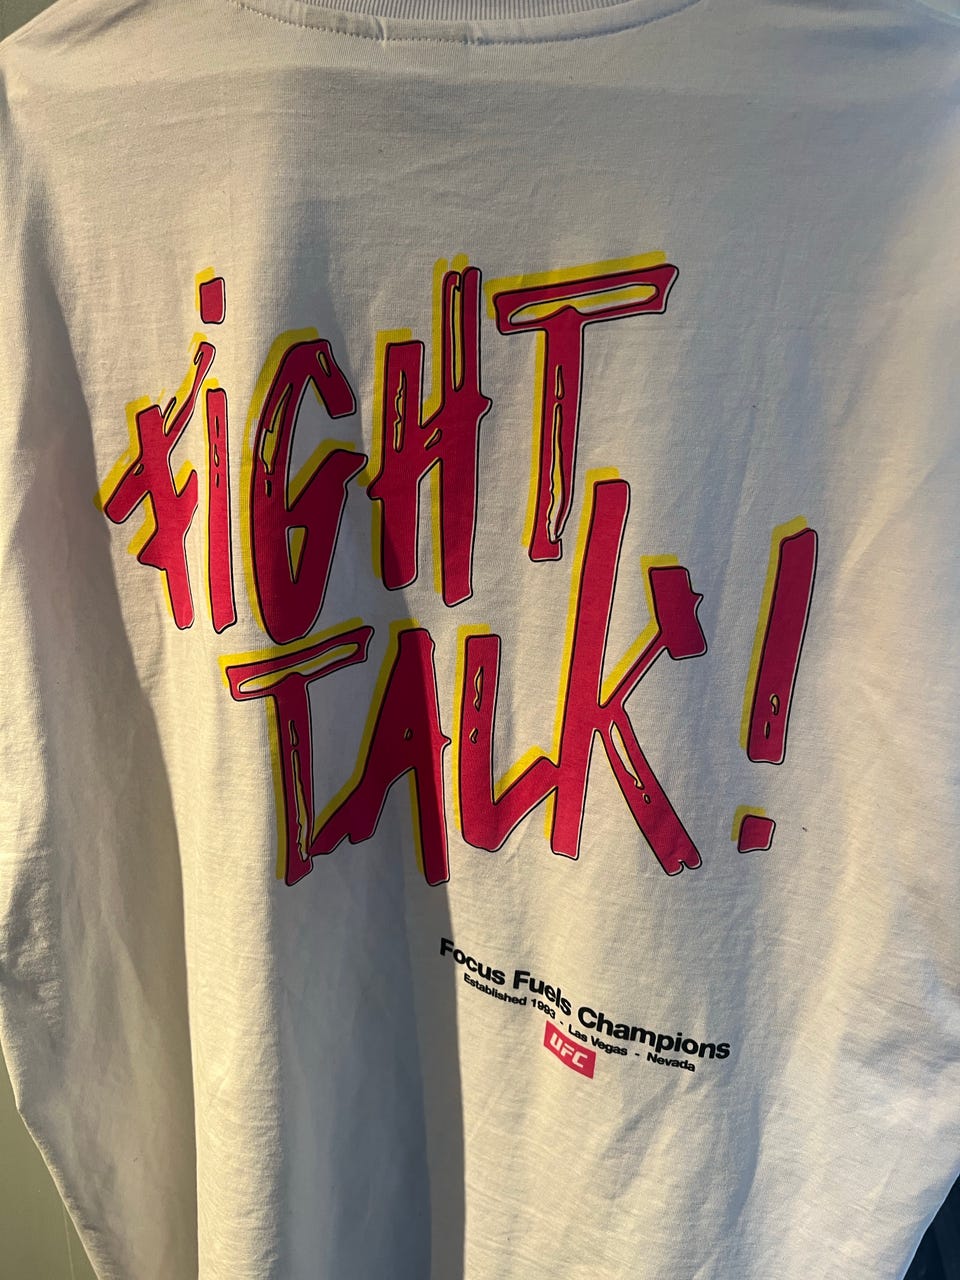 FiGHT
TALK!
Focus Fuels Champions
Established 1993 - Las Vegas - Nevada
UFC